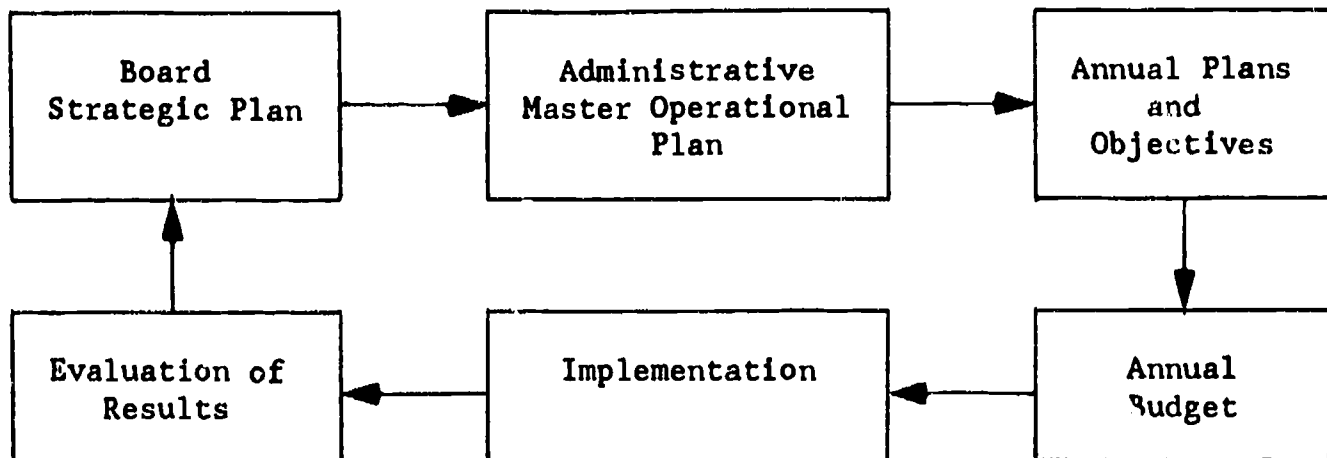 Board
Strategic Plan
Administrative
Master Operational
Plan
Annual Plans
and
Objectives
Evaluation of
Results
Implementation
Annual
Budget